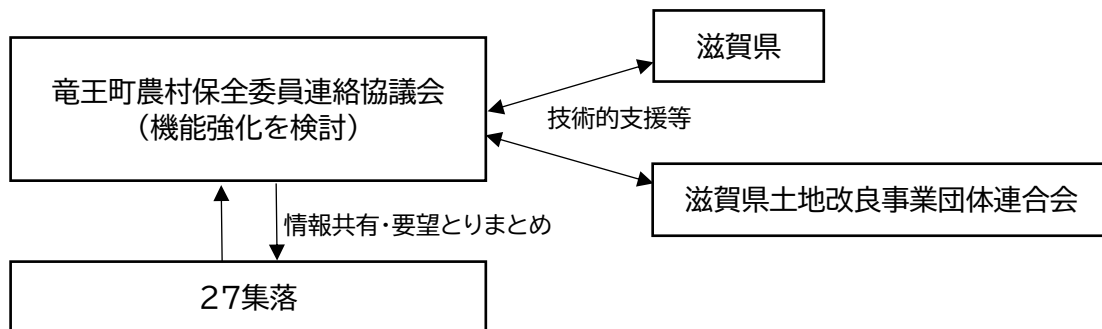 滋賀県
竜王町農村保全委員連絡協議会
（機能強化を検討）
技術的支援等
滋賀県土地改良事業団体連合会
情報共有・要望とりまとめ
27集落